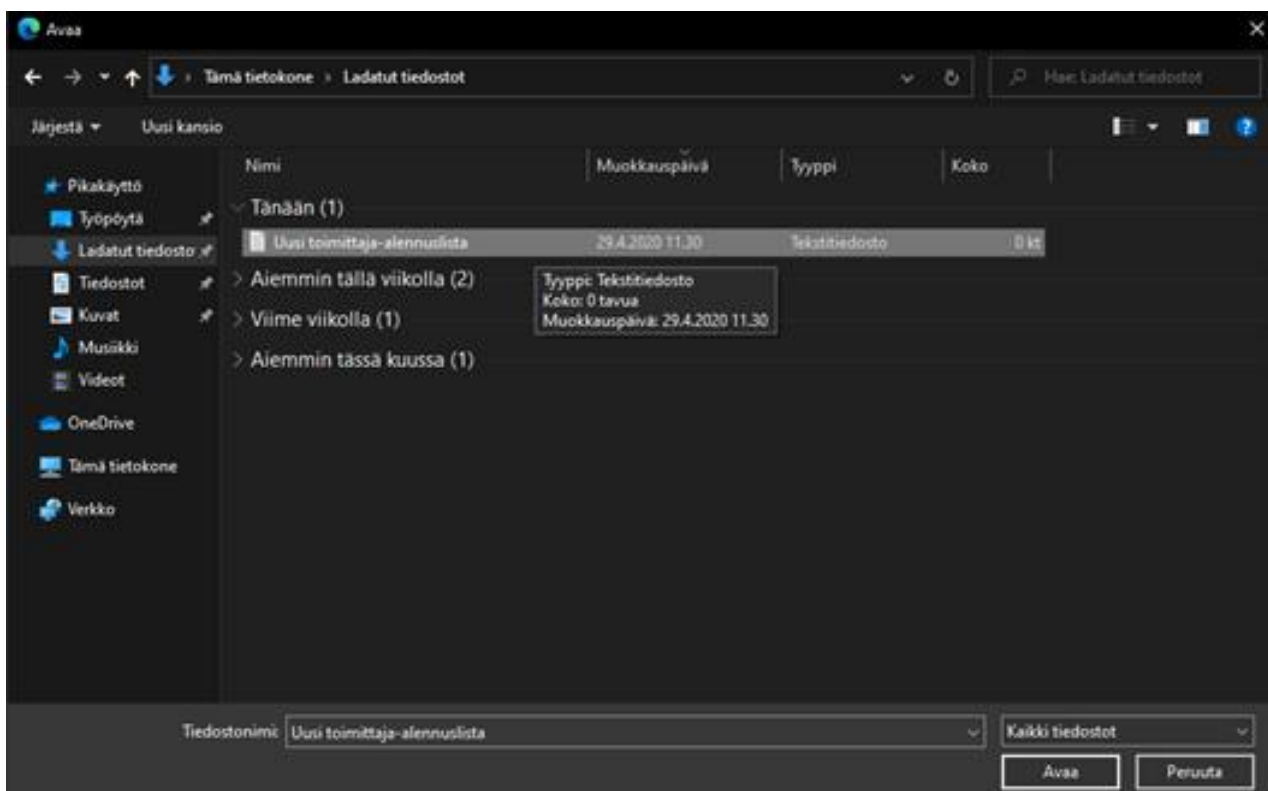 Avaa
Tämä tietokone › Ladatut tiedostot
Hae: Ladatut tiedostot
Järjestä Uusi kansio
Nimi Muokkauspäivä Tyyppi Koko
Pikakäyttö
Työpöytä
Ladatut tiedosto
Tiedostot
Kuvat
Musiikki
Videot
OneDrive
Tämä tietokone
Verkko
Tänään (1)
Uusi toimittaja-alennuslista 29.4.2020 11.30 Tekstitiedosto 0 kt
Aiemmin tällä viikolla (2)
Viime viikolla (1)
Aiemmin tässä kuussa (1)
Tyyppi: Tekstitiedosto
Koko: 0 tavua
Muokkauspäivä: 29.4.2020 11.30
Tiedostonimi: Uusi toimittaja-alennuslista Kaikki tiedostot
Avaa Peruuta